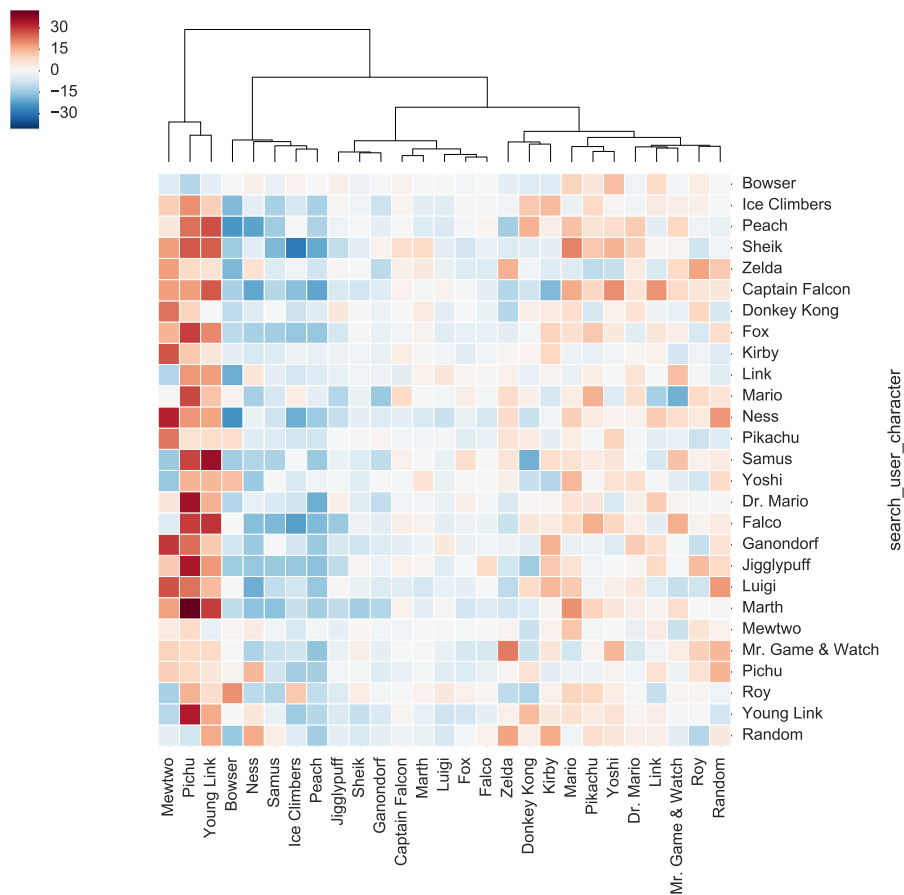 30
15
0
−15
−30
Bowser
Ice Climbers
Peach
Sheik
Zelda
Captain Falcon
Donkey Kong
Fox
Kirby
Link
Mario
Ness
Pikachu
Samus
Yoshi
Dr. Mario
Falco
Ganondorf
Jigglypuff
Luigi
Marth
Mewtwo
Mr. Game & Watch
Pichu
Roy
Young Link
Random
search_user_character
Mewtwo
Pichu
Young Link
Bowser
Ness
Samus
Ice Climbers
Peach
Jigglypuff
Sheik
Ganondorf
Captain Falcon
Marth
Luigi
Fox
Falco
Zelda
Donkey Kong
Kirby
Mario
Pikachu
Yoshi
Dr. Mario
Link
Mr. Game & Watch
Roy
Random